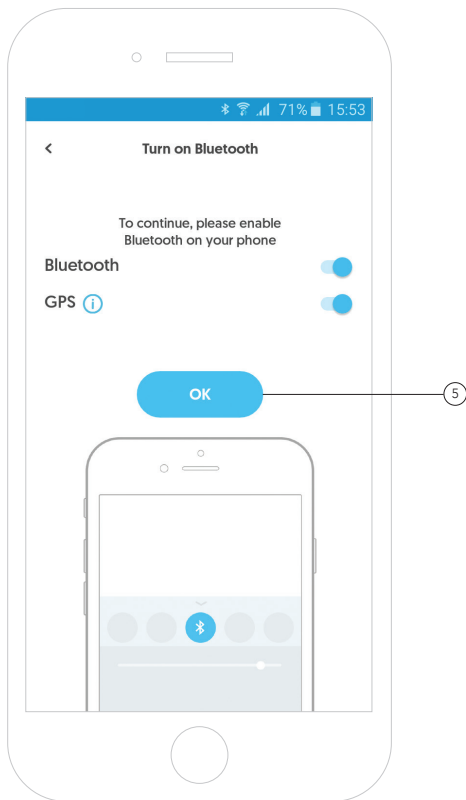 71% 15:53
Turn on Bluetooth
To continue, please enable
Bluetooth on your phone
Bluetooth
GPS i
OK
5